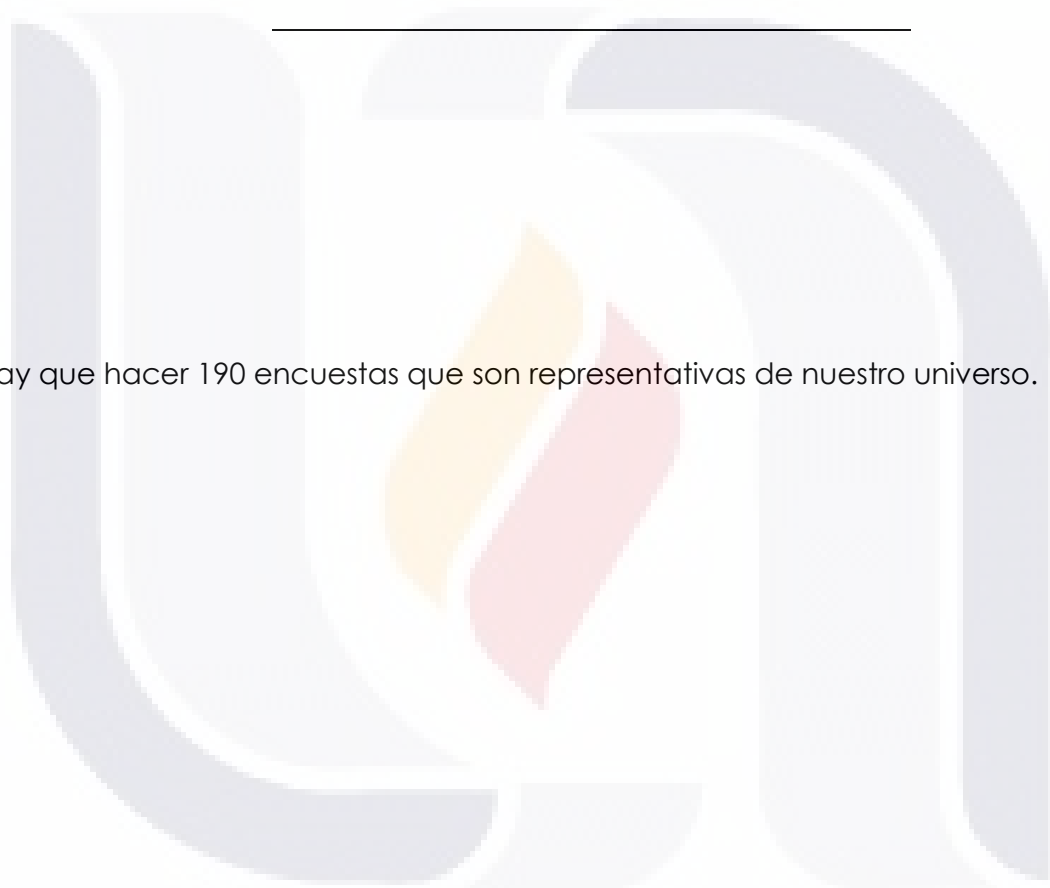 ay que hacer 190 encuestas que son representativas de nuestro universo.